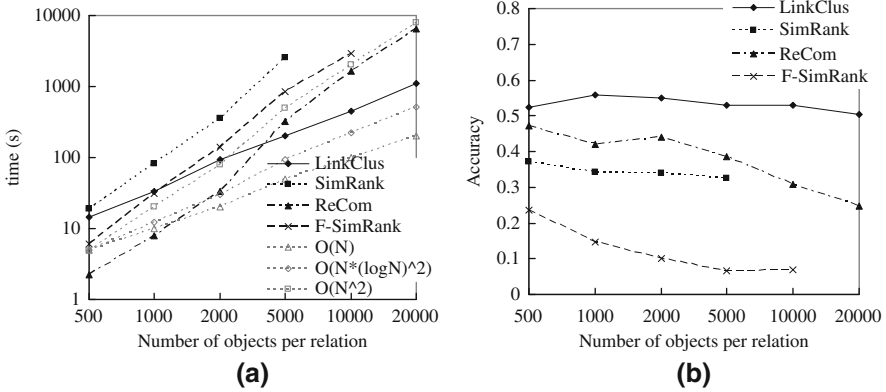 10000
1000
100
10
1
time (s)
500 1000 2000 5000 10000 20000
Number of objects per relation
LinkClus
SimRank
ReCom
F-SimRank
O(N)
O(N*(logN)^2)
O(N^2)
(a)
0.8
0.7
0.6
0.5
0.4
0.3
0.2
0.1
0
Accuracy
500 1000 2000 5000 10000 20000
Number of objects per relation
LinkClus
SimRank
ReCom
F-SimRank
(b)